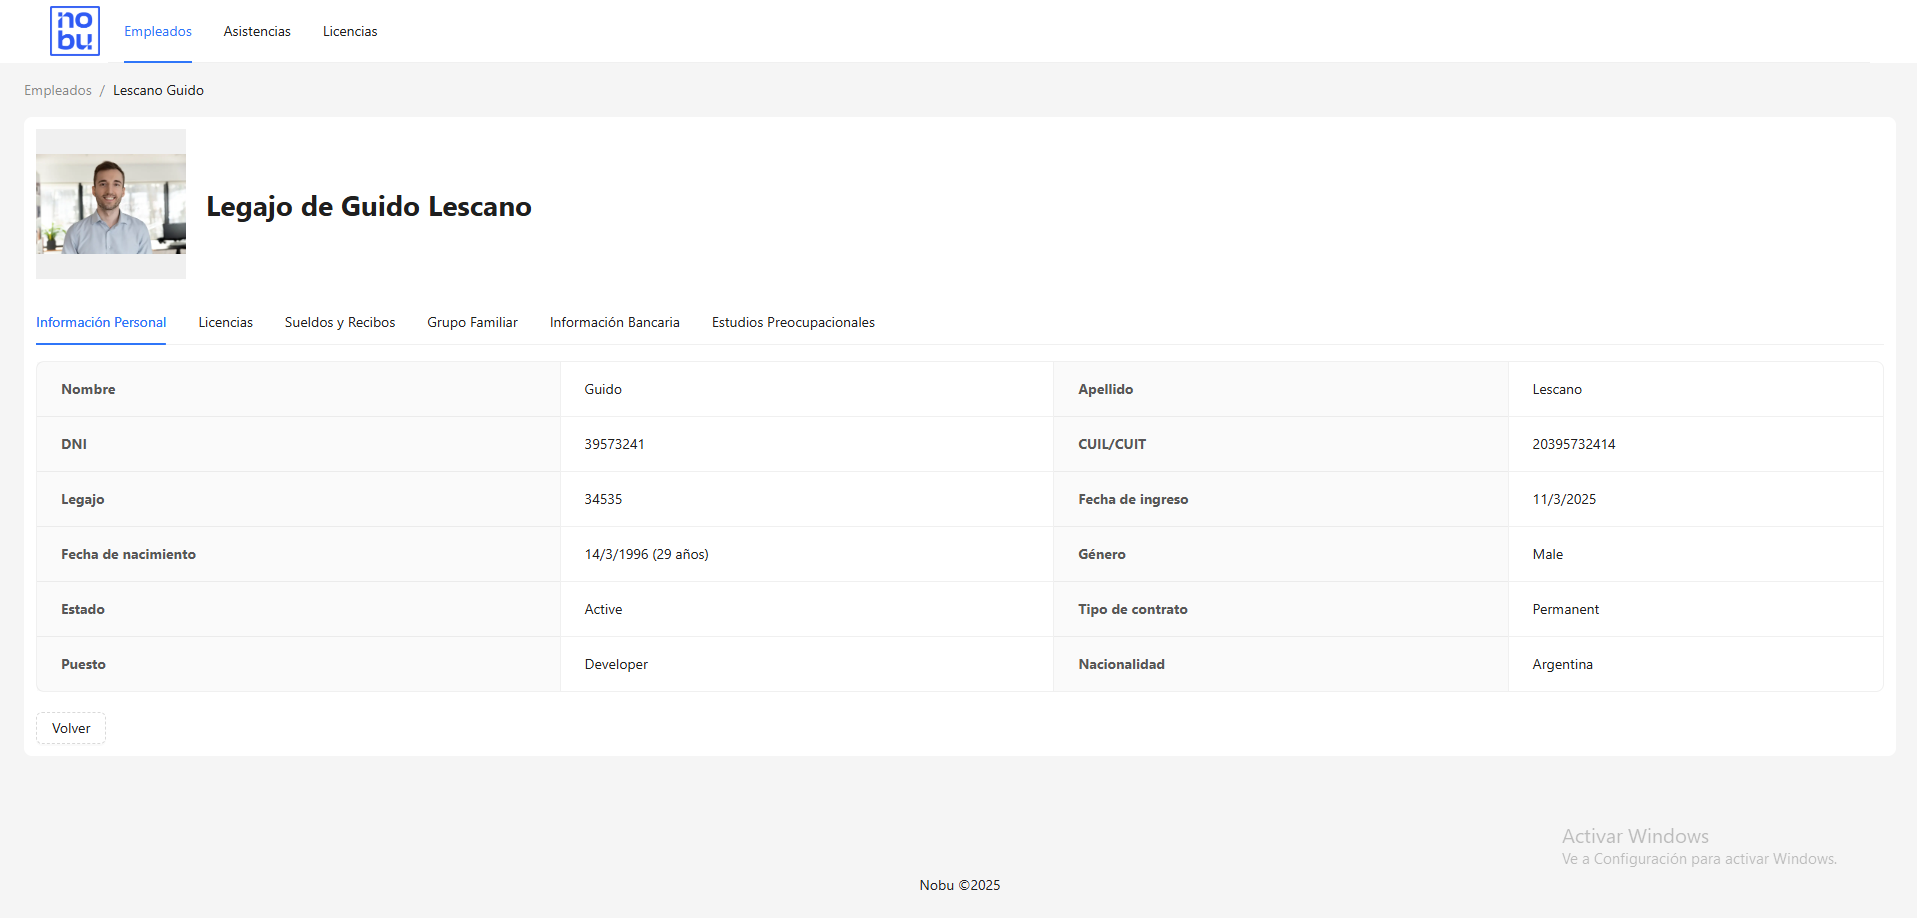 nobu
Empleados Asistencias Licencias
Empleados / Lescano Guido
Legajo de Guido Lescano
Información Personal Licencias Sueldos y Recibos Grupo Familiar Información Bancaria Estudios Preocupacionales
Nombre Guido Apellido Lescano
DNI 39573241 CUIL/CUIT 20395732414
Legajo 34535 Fecha de ingreso 11/3/2025
Fecha de nacimiento 14/3/1996 (29 años) Género Male
Estado Active Tipo de contrato Permanent
Puesto Developer Nacionalidad Argentina
Volver
Activar Windows
Ve a Configuración para activar Windows.
Nobu ©2025